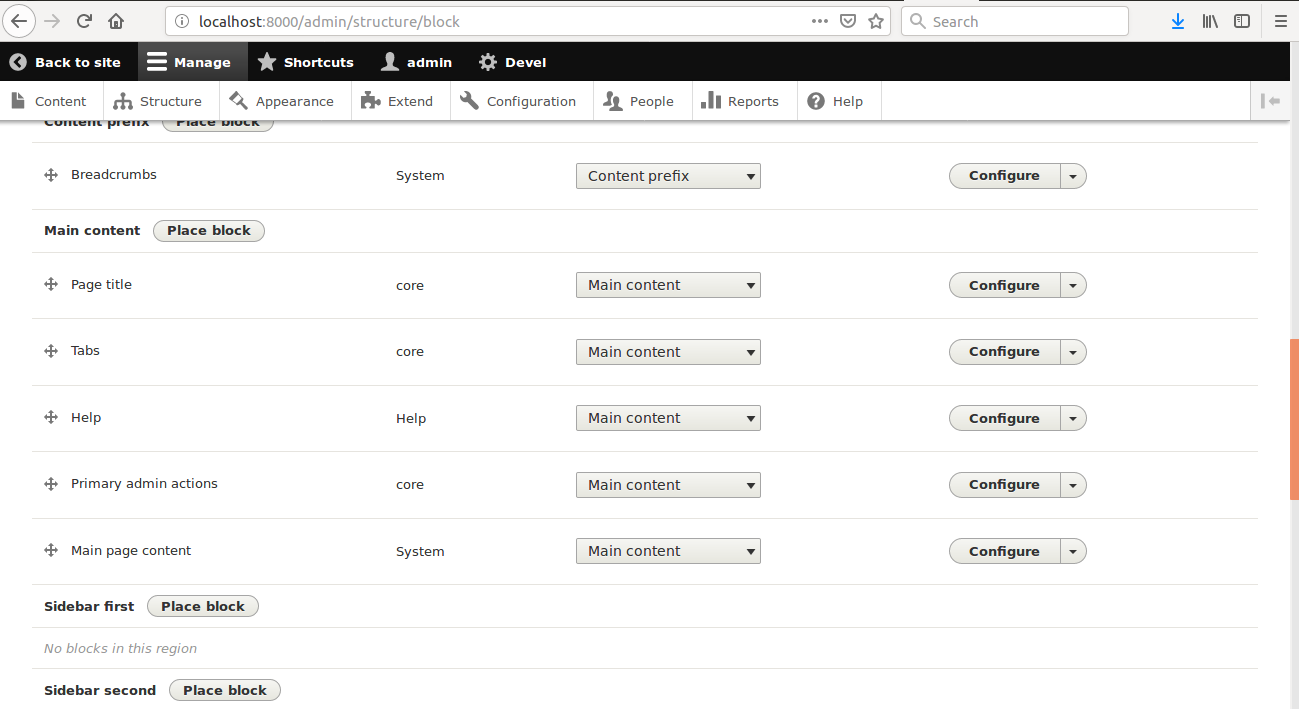 localhost:8000/admin/structure/block
Search
Back to site Manage Shortcuts admin Devel
Content Structure Appearance Extend Configuration People Reports Help
Content prefix Place block
Breadcrumbs System Content prefix Configure
Main content Place block
Page title core Main content Configure
Tabs core Main content Configure
Help Help Main content Configure
Primary admin actions core Main content Configure
Main page content System Main content Configure
Sidebar first Place block
No blocks in this region
Sidebar second Place block